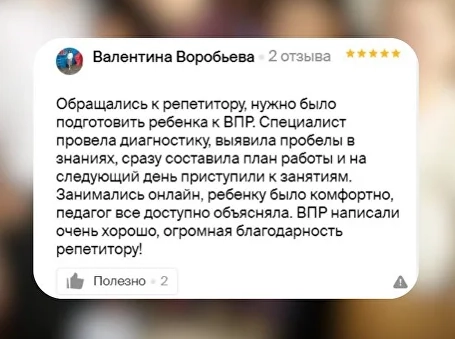 Валентина Воробьева • 2 отзыва
Обращались к репетитору, нужно было
подготовить ребенка к ВПР. Специалист
провела диагностику, выявила пробелы в
знаниях, сразу составила план работы и на
следующий день приступили к занятиям.
Занимались онлайн, ребенку было комфортно,
педагог все доступно объясняла. ВПР написали
очень хорошо, огромная благодарность
репетитору!
Полезно • 2